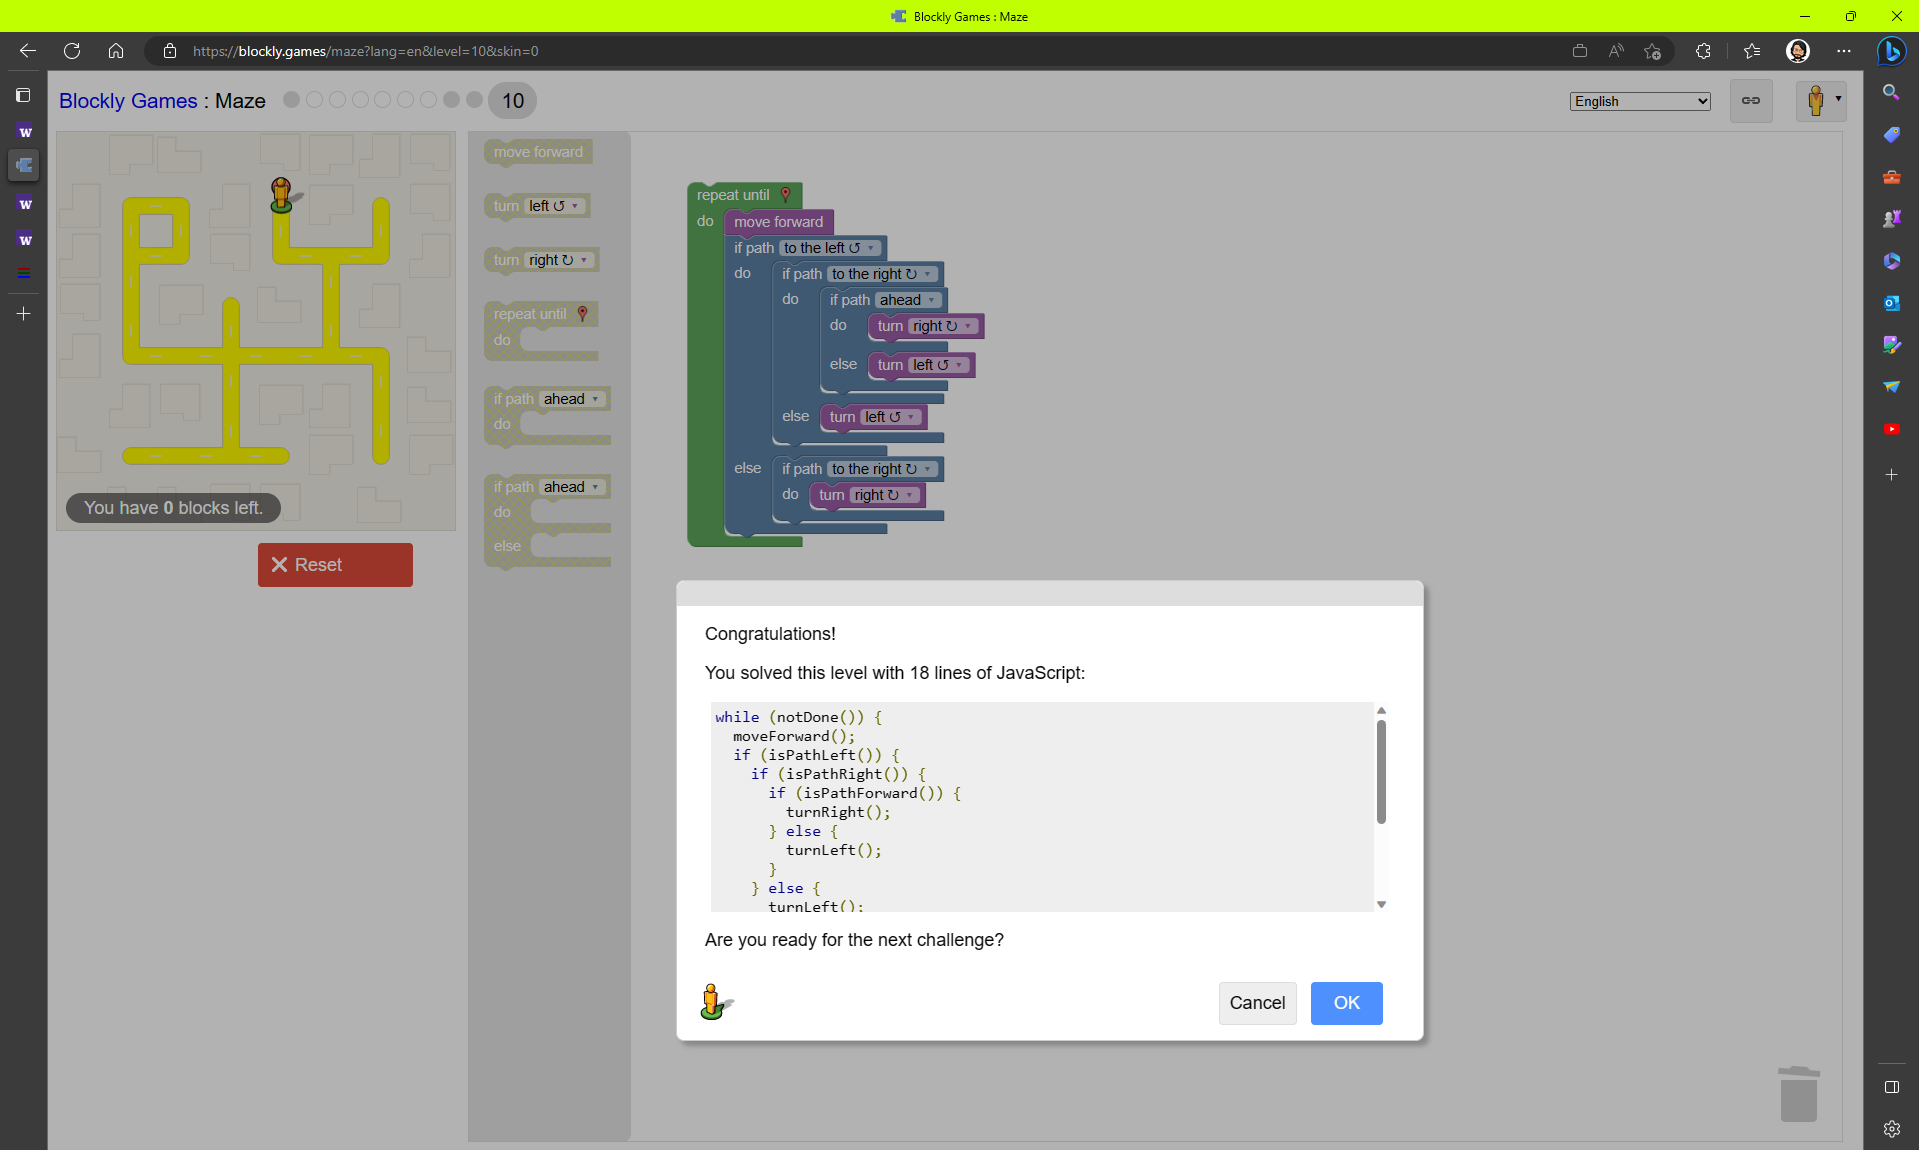 Blockly Games : Maze
https://blockly.games/maze?lang=en&level=10&skin=0
Blockly Games : Maze
10
English
You have 0 blocks left.
Reset
move forward
turn left ↺
turn right ↻
repeat until
do
if path ahead
do
if path ahead
do
else
repeat until
do
move forward
if path to the left ↺
do
if path to the right ↻
do
if path ahead
do
turn right ↻
else
turn left ↺
else
turn left ↺
else
if path to the right ↻
do
turn right ↻
Congratulations!
You solved this level with 18 lines of JavaScript:
while (notDone()) {
moveForward();
if (isPathLeft()) {
if (isPathRight()) {
if (isPathForward()) {
turnRight();
} else {
turnLeft();
}
} else {
turnLeft();
Are you ready for the next challenge?
Cancel
OK